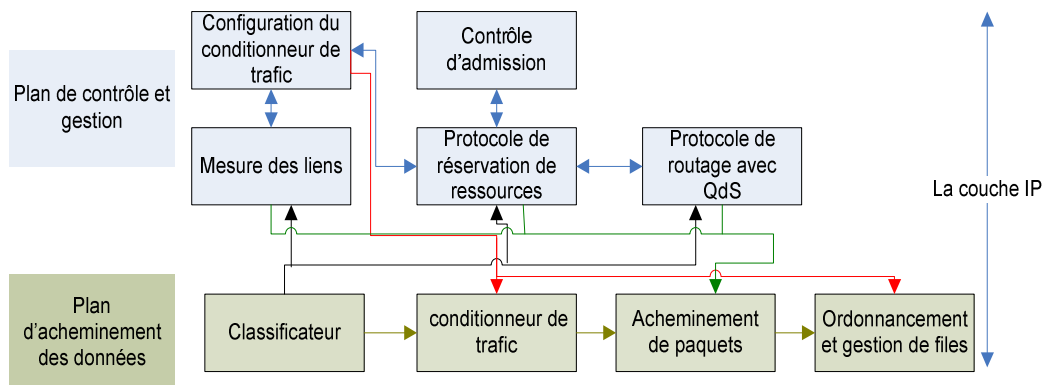 Plan de contrôle et
gestion
Configuration du
conditionneur de
trafic
Contrôle
d’admission
Mesure des liens
Protocole de
réservation de
ressources
Protocole de
routage avec
QdS
La couche IP
Plan
d’acheminement
des données
Classificateur
conditionneur de
trafic
Acheminement
de paquets
Ordonnancement
et gestion de files